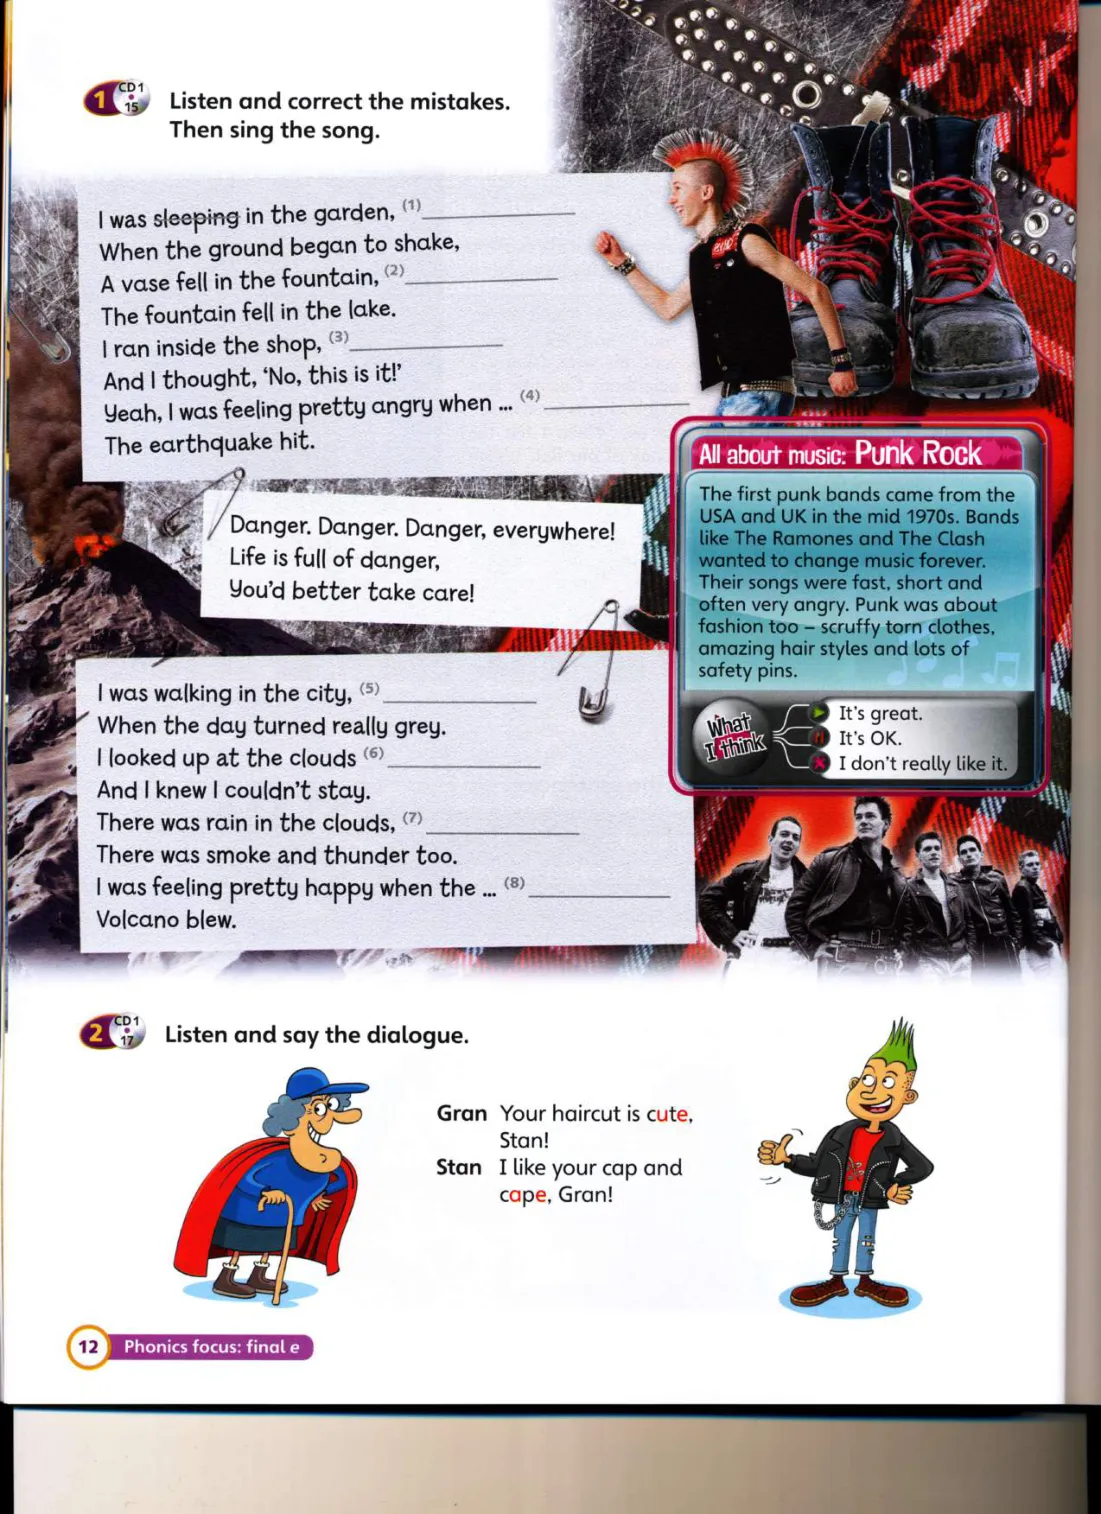 1 CD1 15
Listen and correct the mistakes.
Then sing the song.
I was sleeping in the garden, (1)
When the ground began to shake,
A vase fell in the fountain, (2)
The fountain fell in the lake.
I ran inside the shop, (3)
And I thought, ‘No, this is it!’
Yeah, I was feeling pretty angry when ... (4)
The earthquake hit.
Danger. Danger. Danger, everywhere!
Life is full of danger,
You’d better take care!
I was walking in the city, (5)
When the day turned really grey.
I looked up at the clouds (6)
And I knew I couldn’t stay.
There was rain in the clouds, (7)
There was smoke and thunder too.
I was feeling pretty happy when the ... (8)
Volcano blew.
PUNK
All about music: Punk Rock
The first punk bands came from the
USA and UK in the mid 1970s. Bands
like The Ramones and The Clash
wanted to change music forever.
Their songs were fast, short and
often very angry. Punk was about
fashion too – scruffy torn clothes,
amazing hair styles and lots of
safety pins.
What
I think
It’s great.
It’s OK.
I don’t really like it.
2 CD1 17
Listen and say the dialogue.
Gran Your haircut is cute,
Stan!
Stan I like your cap and
cape, Gran!
12 Phonics focus: final e